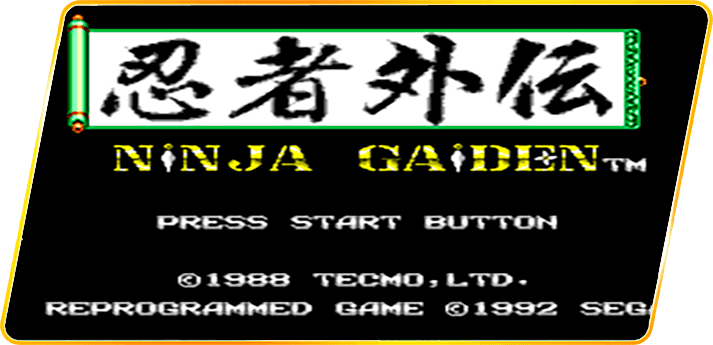 忍者外伝
NINJA GAIDEN™
PRESS START BUTTON
©1988 TECMO,LTD.
REPROGRAMMED GAME ©1992 SEGA